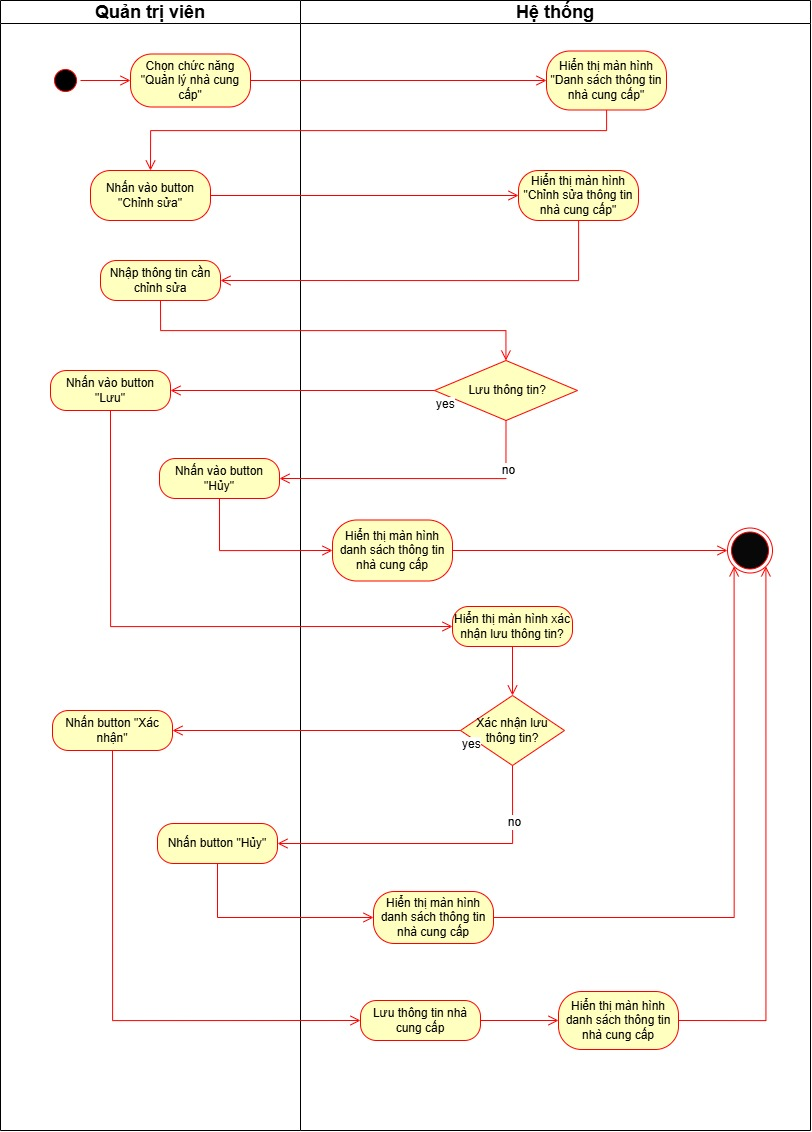 Quản trị viên
Hệ thống
Chọn chức năng
"Quản lý nhà cung
cấp"
Hiển thị màn hình
"Danh sách thông tin
nhà cung cấp"
Nhấn vào button
"Chỉnh sửa"
Hiển thị màn hình
"Chỉnh sửa thông tin
nhà cung cấp"
Nhập thông tin cần
chỉnh sửa
Lưu thông tin?
yes
Nhấn vào button
"Lưu"
no
Nhấn vào button
"Hủy"
Hiển thị màn hình
danh sách thông tin
nhà cung cấp
Hiển thị màn hình xác
nhận lưu thông tin?
Xác nhận lưu
thông tin?
yes
Nhấn button "Xác
nhận"
no
Nhấn button "Hủy"
Hiển thị màn hình
danh sách thông tin
nhà cung cấp
Lưu thông tin nhà
cung cấp
Hiển thị màn hình
danh sách thông tin
nhà cung cấp